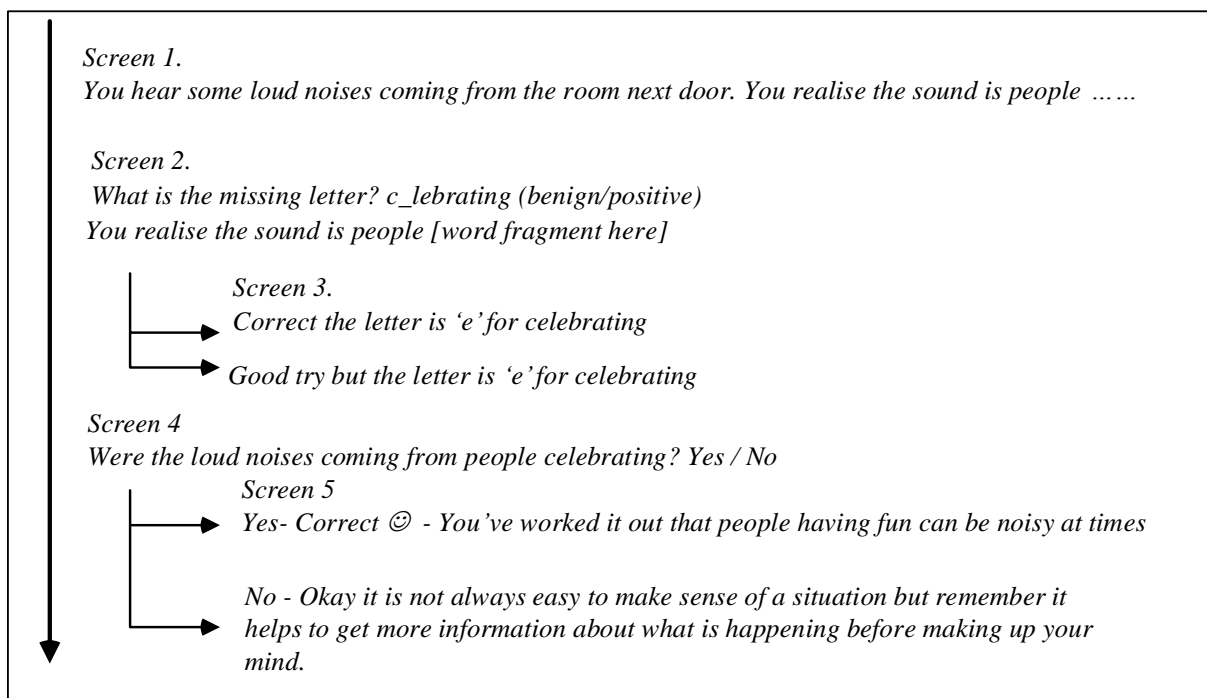 Screen 1.
You hear some loud noises coming from the room next door. You realise the sound is people ……
Screen 2.
What is the missing letter? c_lebrating (benign/positive)
You realise the sound is people [word fragment here]
Screen 3.
Correct the letter is ‘e’ for celebrating
Good try but the letter is ‘e’ for celebrating
Screen 4
Were the loud noises coming from people celebrating? Yes / No
Screen 5
Yes- Correct ☺ - You’ve worked it out that people having fun can be noisy at times
No - Okay it is not always easy to make sense of a situation but remember it
helps to get more information about what is happening before making up your
mind.